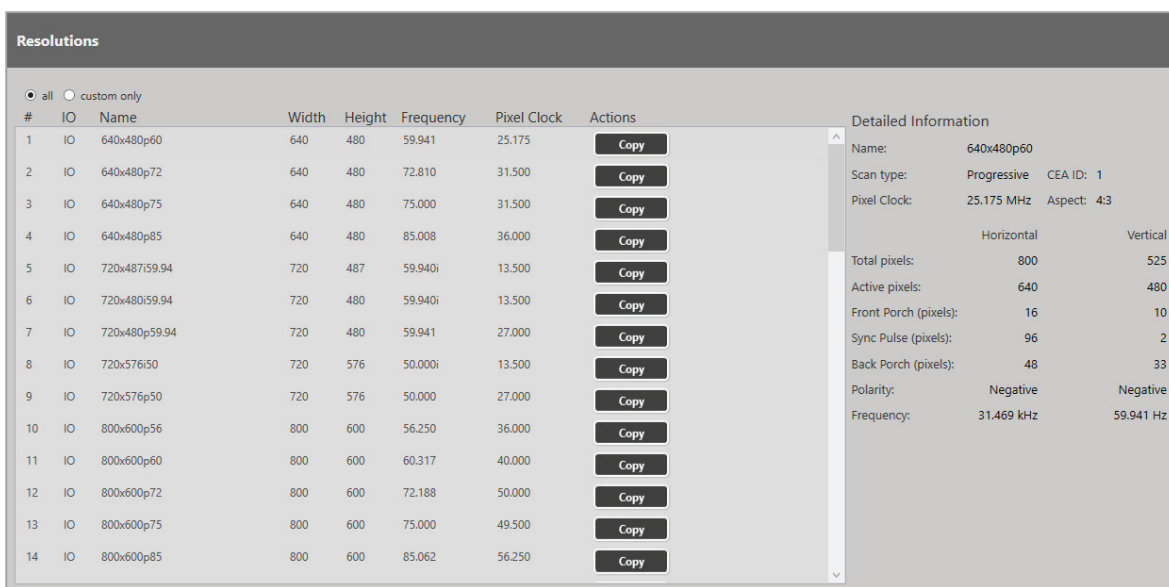 Resolutions
all custom only
# IO Name Width Height Frequency Pixel Clock Actions
1 IO 640x480p60 640 480 59.941 25.175 Copy
2 IO 640x480p72 640 480 72.810 31.500 Copy
3 IO 640x480p75 640 480 75.000 31.500 Copy
4 IO 640x480p85 640 480 85.008 36.000 Copy
5 IO 720x487i59.94 720 487 59.940i 13.500 Copy
6 IO 720x480i59.94 720 480 59.940i 13.500 Copy
7 IO 720x480p59.94 720 480 59.941 27.000 Copy
8 IO 720x576i50 720 576 50.000i 13.500 Copy
9 IO 720x576p50 720 576 50.000 27.000 Copy
10 IO 800x600p56 800 600 56.250 36.000 Copy
11 IO 800x600p60 800 600 60.317 40.000 Copy
12 IO 800x600p72 800 600 72.188 50.000 Copy
13 IO 800x600p75 800 600 75.000 49.500 Copy
14 IO 800x600p85 800 600 85.062 56.250 Copy
Detailed Information
Name: 640x480p60
Scan type: Progressive CEA ID: 1
Pixel Clock: 25.175 MHz Aspect: 4:3
Horizontal Vertical
Total pixels: 800 525
Active pixels: 640 480
Front Porch (pixels): 16 10
Sync Pulse (pixels): 96 2
Back Porch (pixels): 48 33
Polarity: Negative Negative
Frequency: 31.469 kHz 59.941 Hz